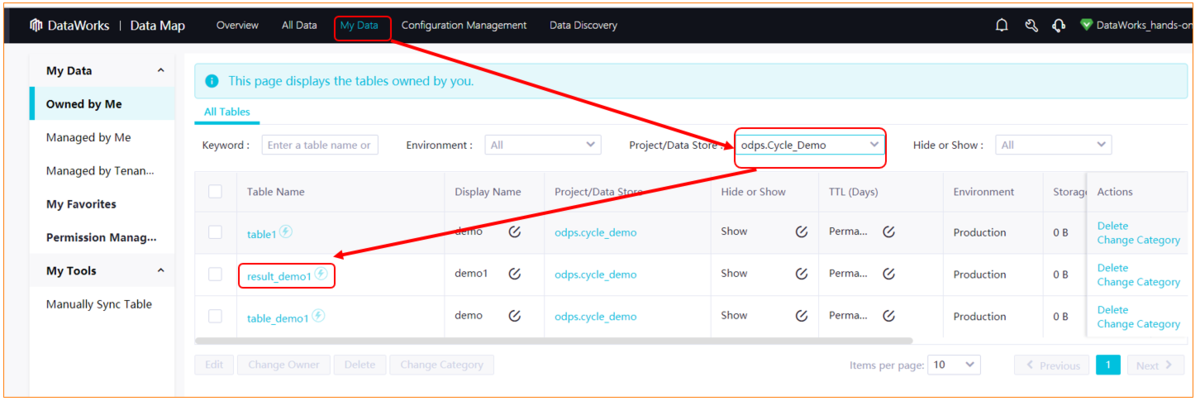 DataWorks | Data Map Overview All Data My Data Configuration Management Data Discovery DataWorks_hands-on
My Data
Owned by Me
Managed by Me
Managed by Tenan...
My Favorites
Permission Manag...
My Tools
Manually Sync Table
This page displays the tables owned by you.
All Tables
Keyword : Enter a table name or Environment : All Project/Data Store : odps.Cycle_Demo Hide or Show : All
Table Name Display Name Project/Data Store Hide or Show TTL (Days) Environment Storag Actions
table1 demo odps.cycle_demo Show Perma... Production 0 B Delete
Change Category
result_demo1 demo1 odps.cycle_demo Show Perma... Production 0 B Delete
Change Category
table_demo1 demo odps.cycle_demo Show Perma... Production 0 B Delete
Change Category
Edit Change Owner Delete Change Category Items per page: 10 Previous 1 Next